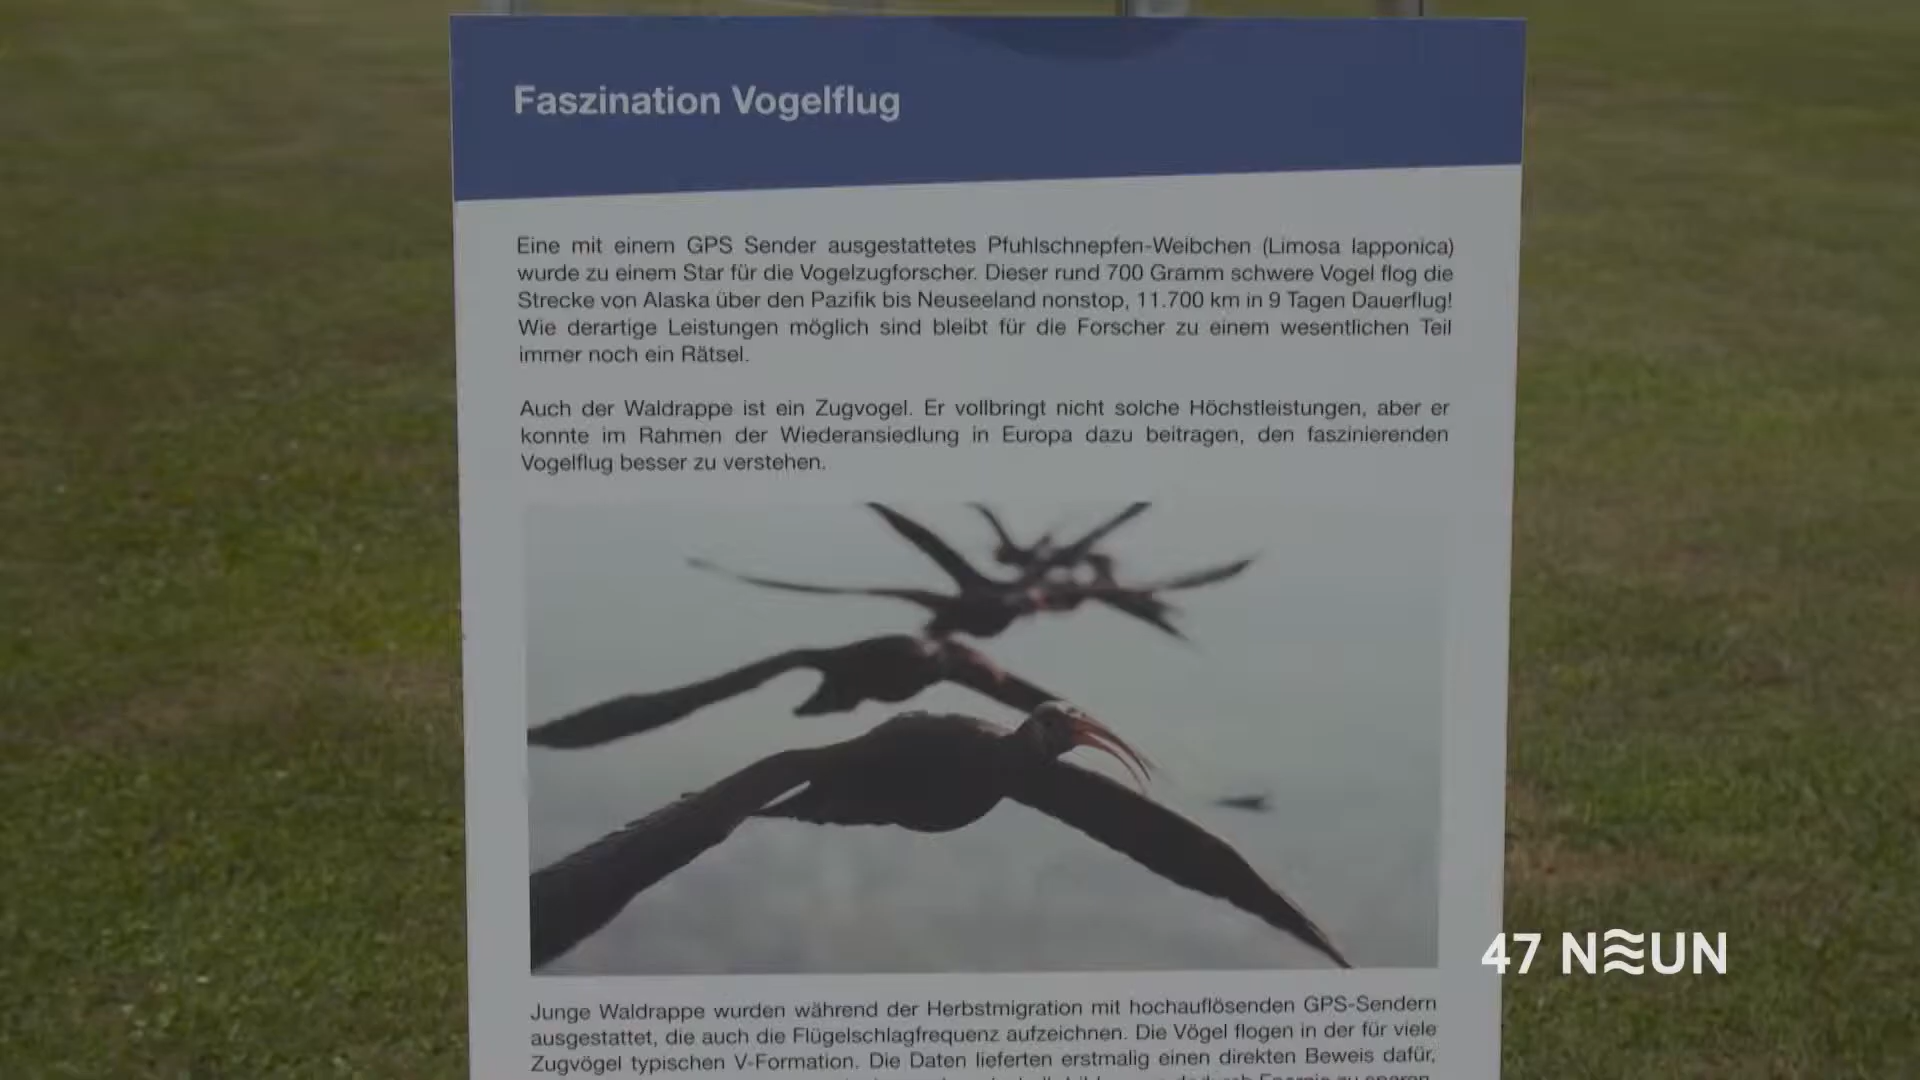 Faszination Vogelflug
Eine mit einem GPS Sender ausgestattetes Pfuhlschnepfen-Weibchen (Limosa lapponica)
wurde zu einem Star für die Vogelzugforscher. Dieser rund 700 Gramm schwere Vogel flog die
Strecke von Alaska über den Pazifik bis Neuseeland nonstop, 11.700 km in 9 Tagen Dauerflug!
Wie derartige Leistungen möglich sind bleibt für die Forscher zu einem wesentlichen Teil
immer noch ein Rätsel.
Auch der Waldrappe ist ein Zugvogel. Er vollbringt nicht solche Höchstleistungen, aber er
konnte im Rahmen der Wiederansiedlung in Europa dazu beitragen, den faszinierenden
Vogelflug besser zu verstehen.
47 NEUN
Junge Waldrappe wurden während der Herbstmigration mit hochauflösenden GPS-Sendern
ausgestattet, die auch die Flügelschlagfrequenz aufzeichnen. Die Vögel flogen in der für viele
Zugvögel typischen V-Formation. Die Daten lieferten erstmalig einen direkten Beweis dafür,